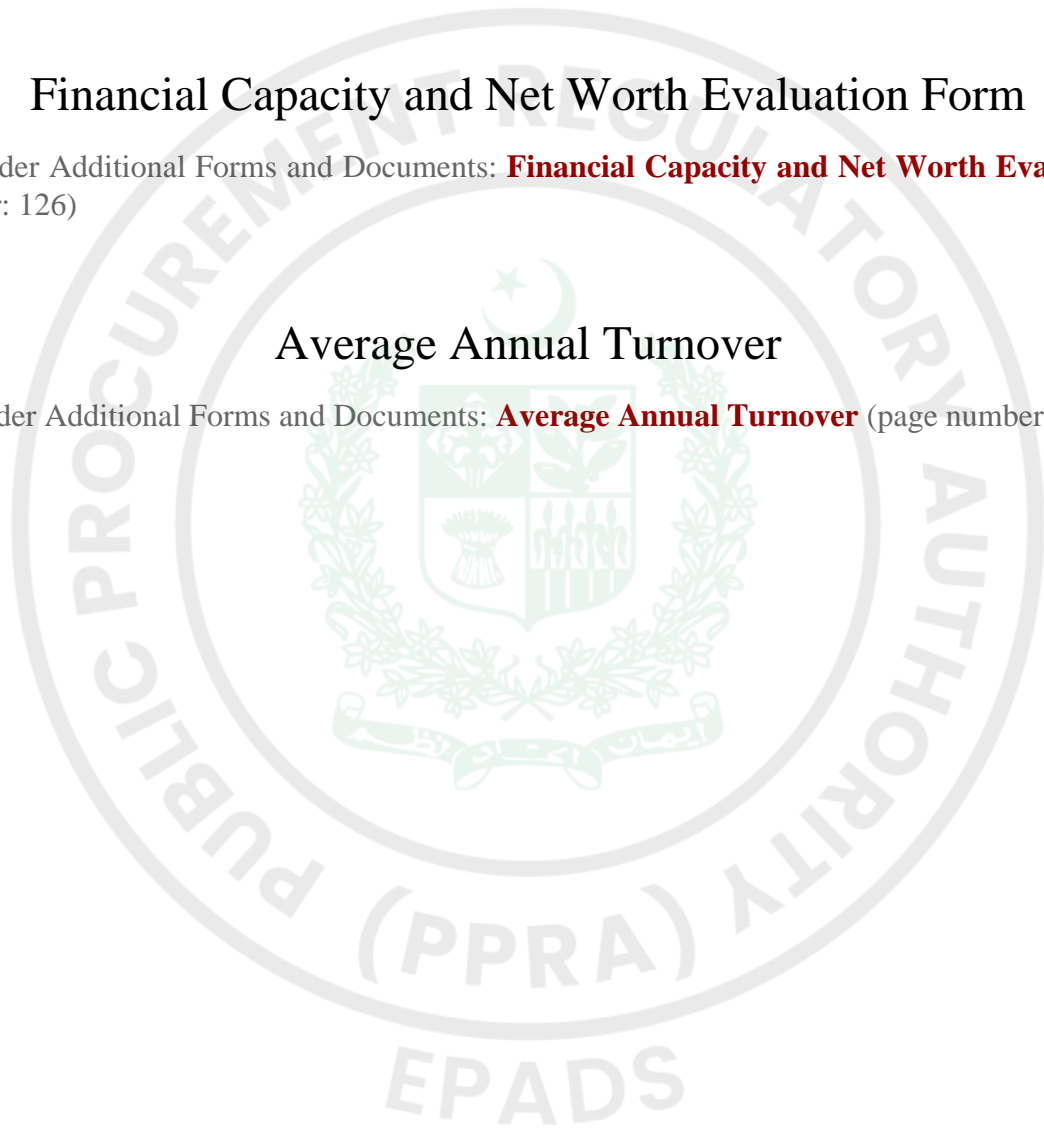 Financial Capacity and Net Worth Evaluation Form
der Additional Forms and Documents: Financial Capacity and Net Worth Eva
: 126)
Average Annual Turnover
der Additional Forms and Documents: Average Annual Turnover (page number
PUBLIC PROCUREMENT REGULATORY AUTHORITY
(PPRA)
EPADS